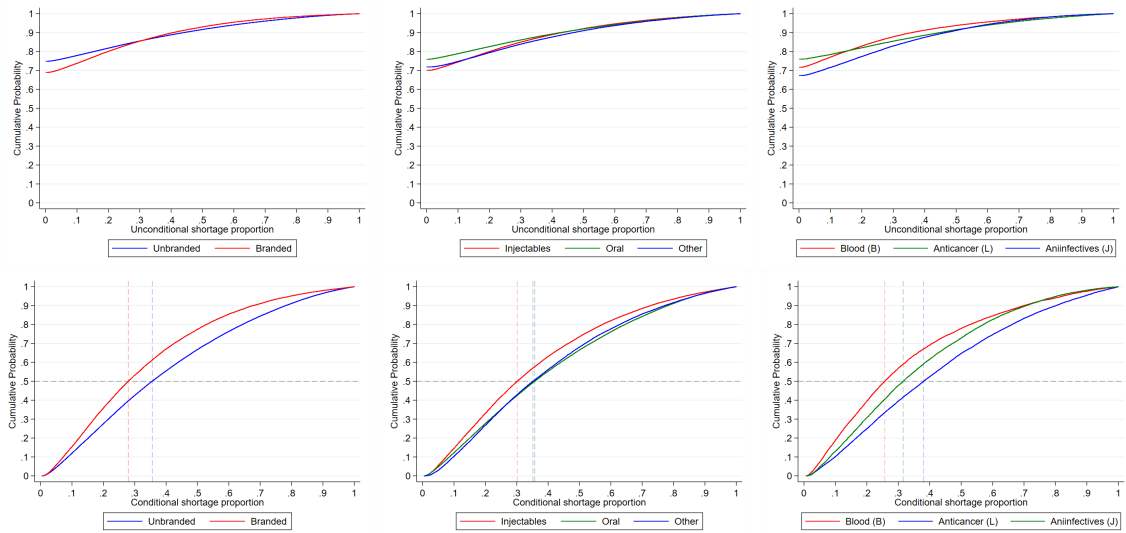 Cumulative Probability
1
.9
.8
.7
.6
.5
.4
.3
.2
.1
0
0 .1 .2 .3 .4 .5 .6 .7 .8 .9 1
Unconditional shortage proportion
Unbranded Branded
Cumulative Probability
1
.9
.8
.7
.6
.5
.4
.3
.2
.1
0
0 .1 .2 .3 .4 .5 .6 .7 .8 .9 1
Unconditional shortage proportion
Injectables Oral Other
Cumulative Probability
1
.9
.8
.7
.6
.5
.4
.3
.2
.1
0
0 .1 .2 .3 .4 .5 .6 .7 .8 .9 1
Unconditional shortage proportion
Blood (B) Anticancer (L) Aniinfectives (J)
Cumulative Probability
1
.9
.8
.7
.6
.5
.4
.3
.2
.1
0
0 .1 .2 .3 .4 .5 .6 .7 .8 .9 1
Conditional shortage proportion
Unbranded Branded
Cumulative Probability
1
.9
.8
.7
.6
.5
.4
.3
.2
.1
0
0 .1 .2 .3 .4 .5 .6 .7 .8 .9 1
Conditional shortage proportion
Injectables Oral Other
Cumulative Probability
1
.9
.8
.7
.6
.5
.4
.3
.2
.1
0
0 .1 .2 .3 .4 .5 .6 .7 .8 .9 1
Conditional shortage proportion
Blood (B) Anticancer (L) Aniinfectives (J)